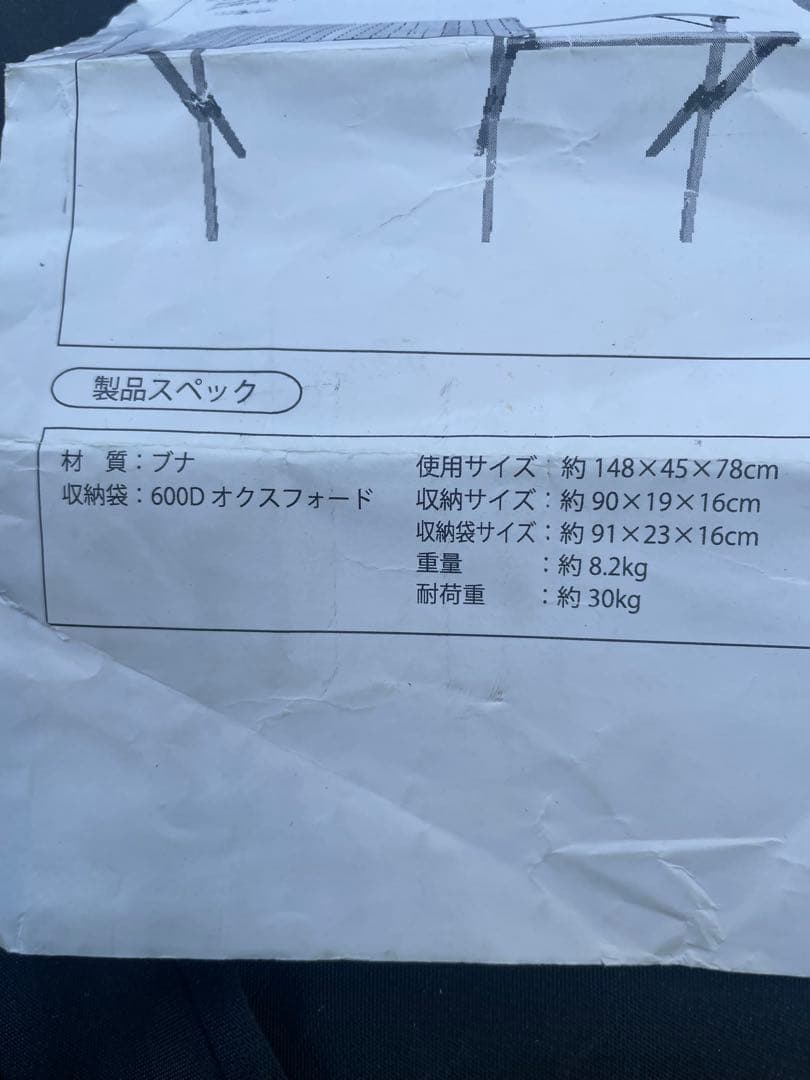 製品スペック
材　質：ブナ
収納袋：600D オクスフォード
使用サイズ：約 148×45×78cm
収納サイズ：約 90×19×16cm
収納袋サイズ：約 91×23×16cm
重量　　　：約 8.2kg
耐荷重　　：約 30kg